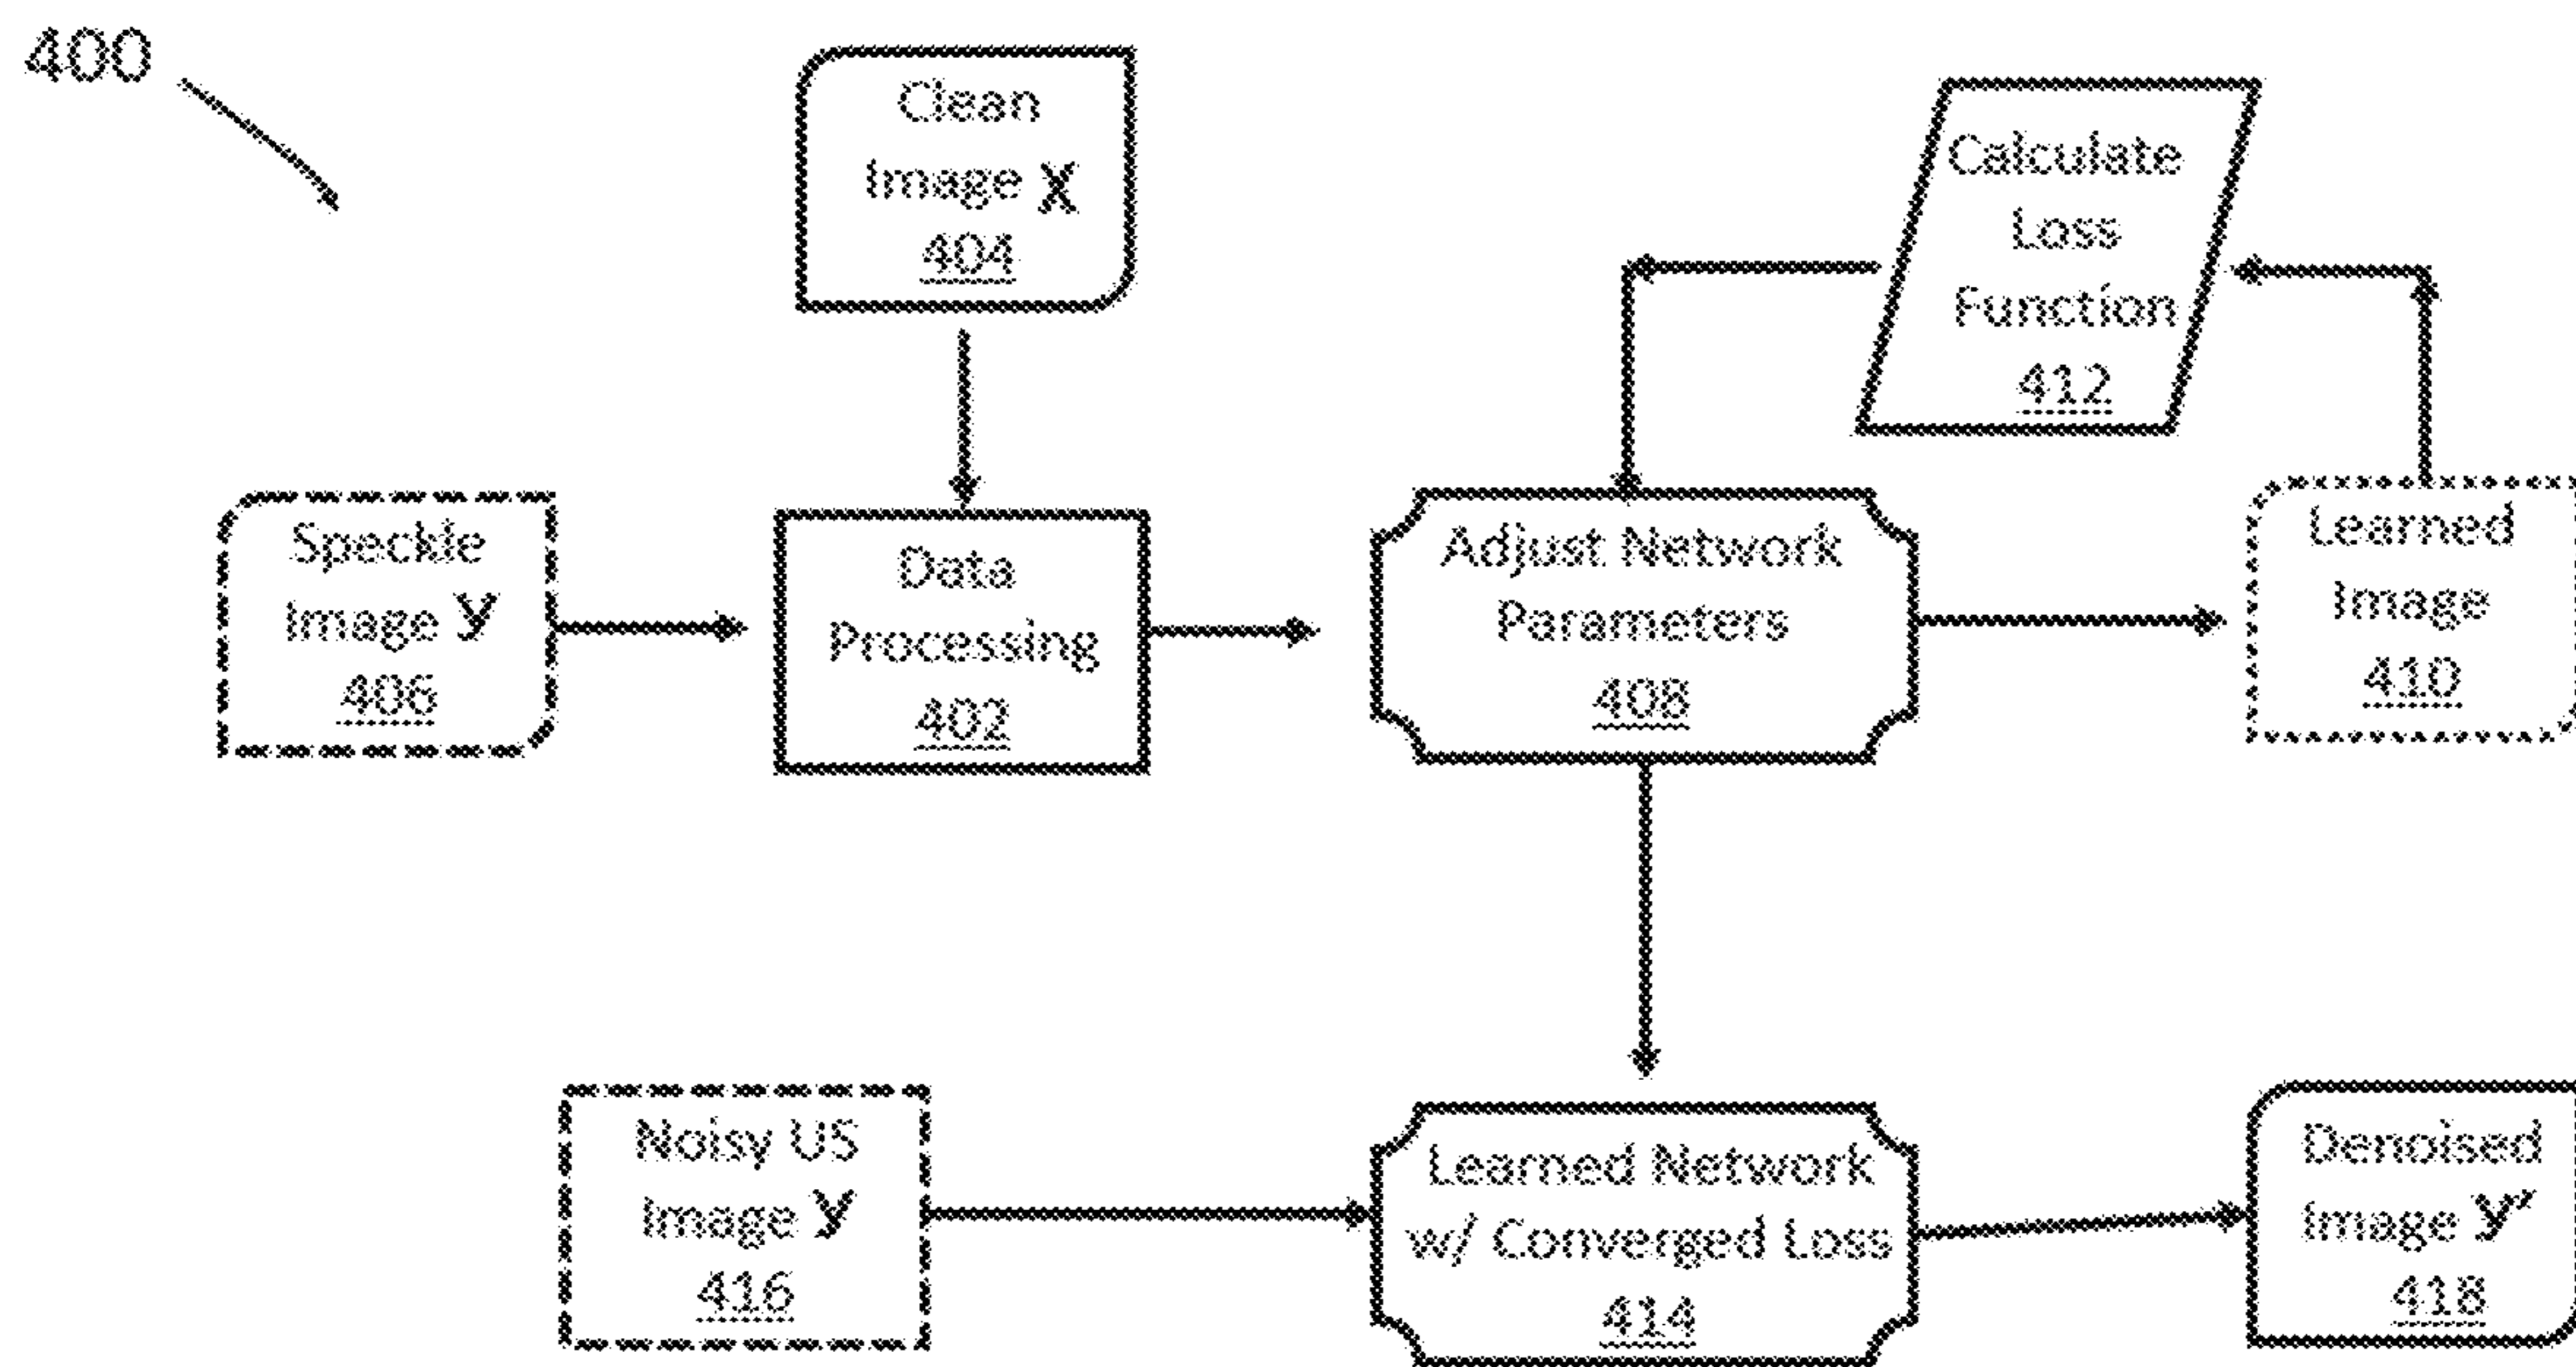 400
Clean
Image X
404
Calculate
Loss
Function
412
Speckle
Image y
406
Data
Processing
402
Adjust Network
Parameters
408
Learned
Image
410
Noisy US
Image y
416
Learned Network
w/ Converged Loss
414
Denoised
Image y'
418